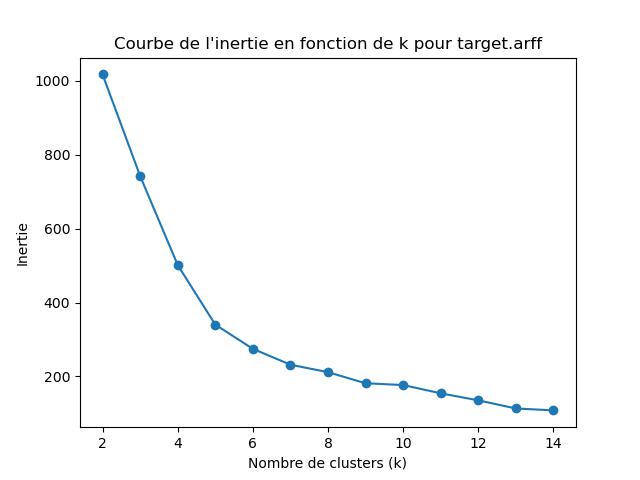 Courbe de l'inertie en fonction de k pour target.arff
1000
800
600
400
200
Inertie
2 4 6 8 10 12 14
Nombre de clusters (k)